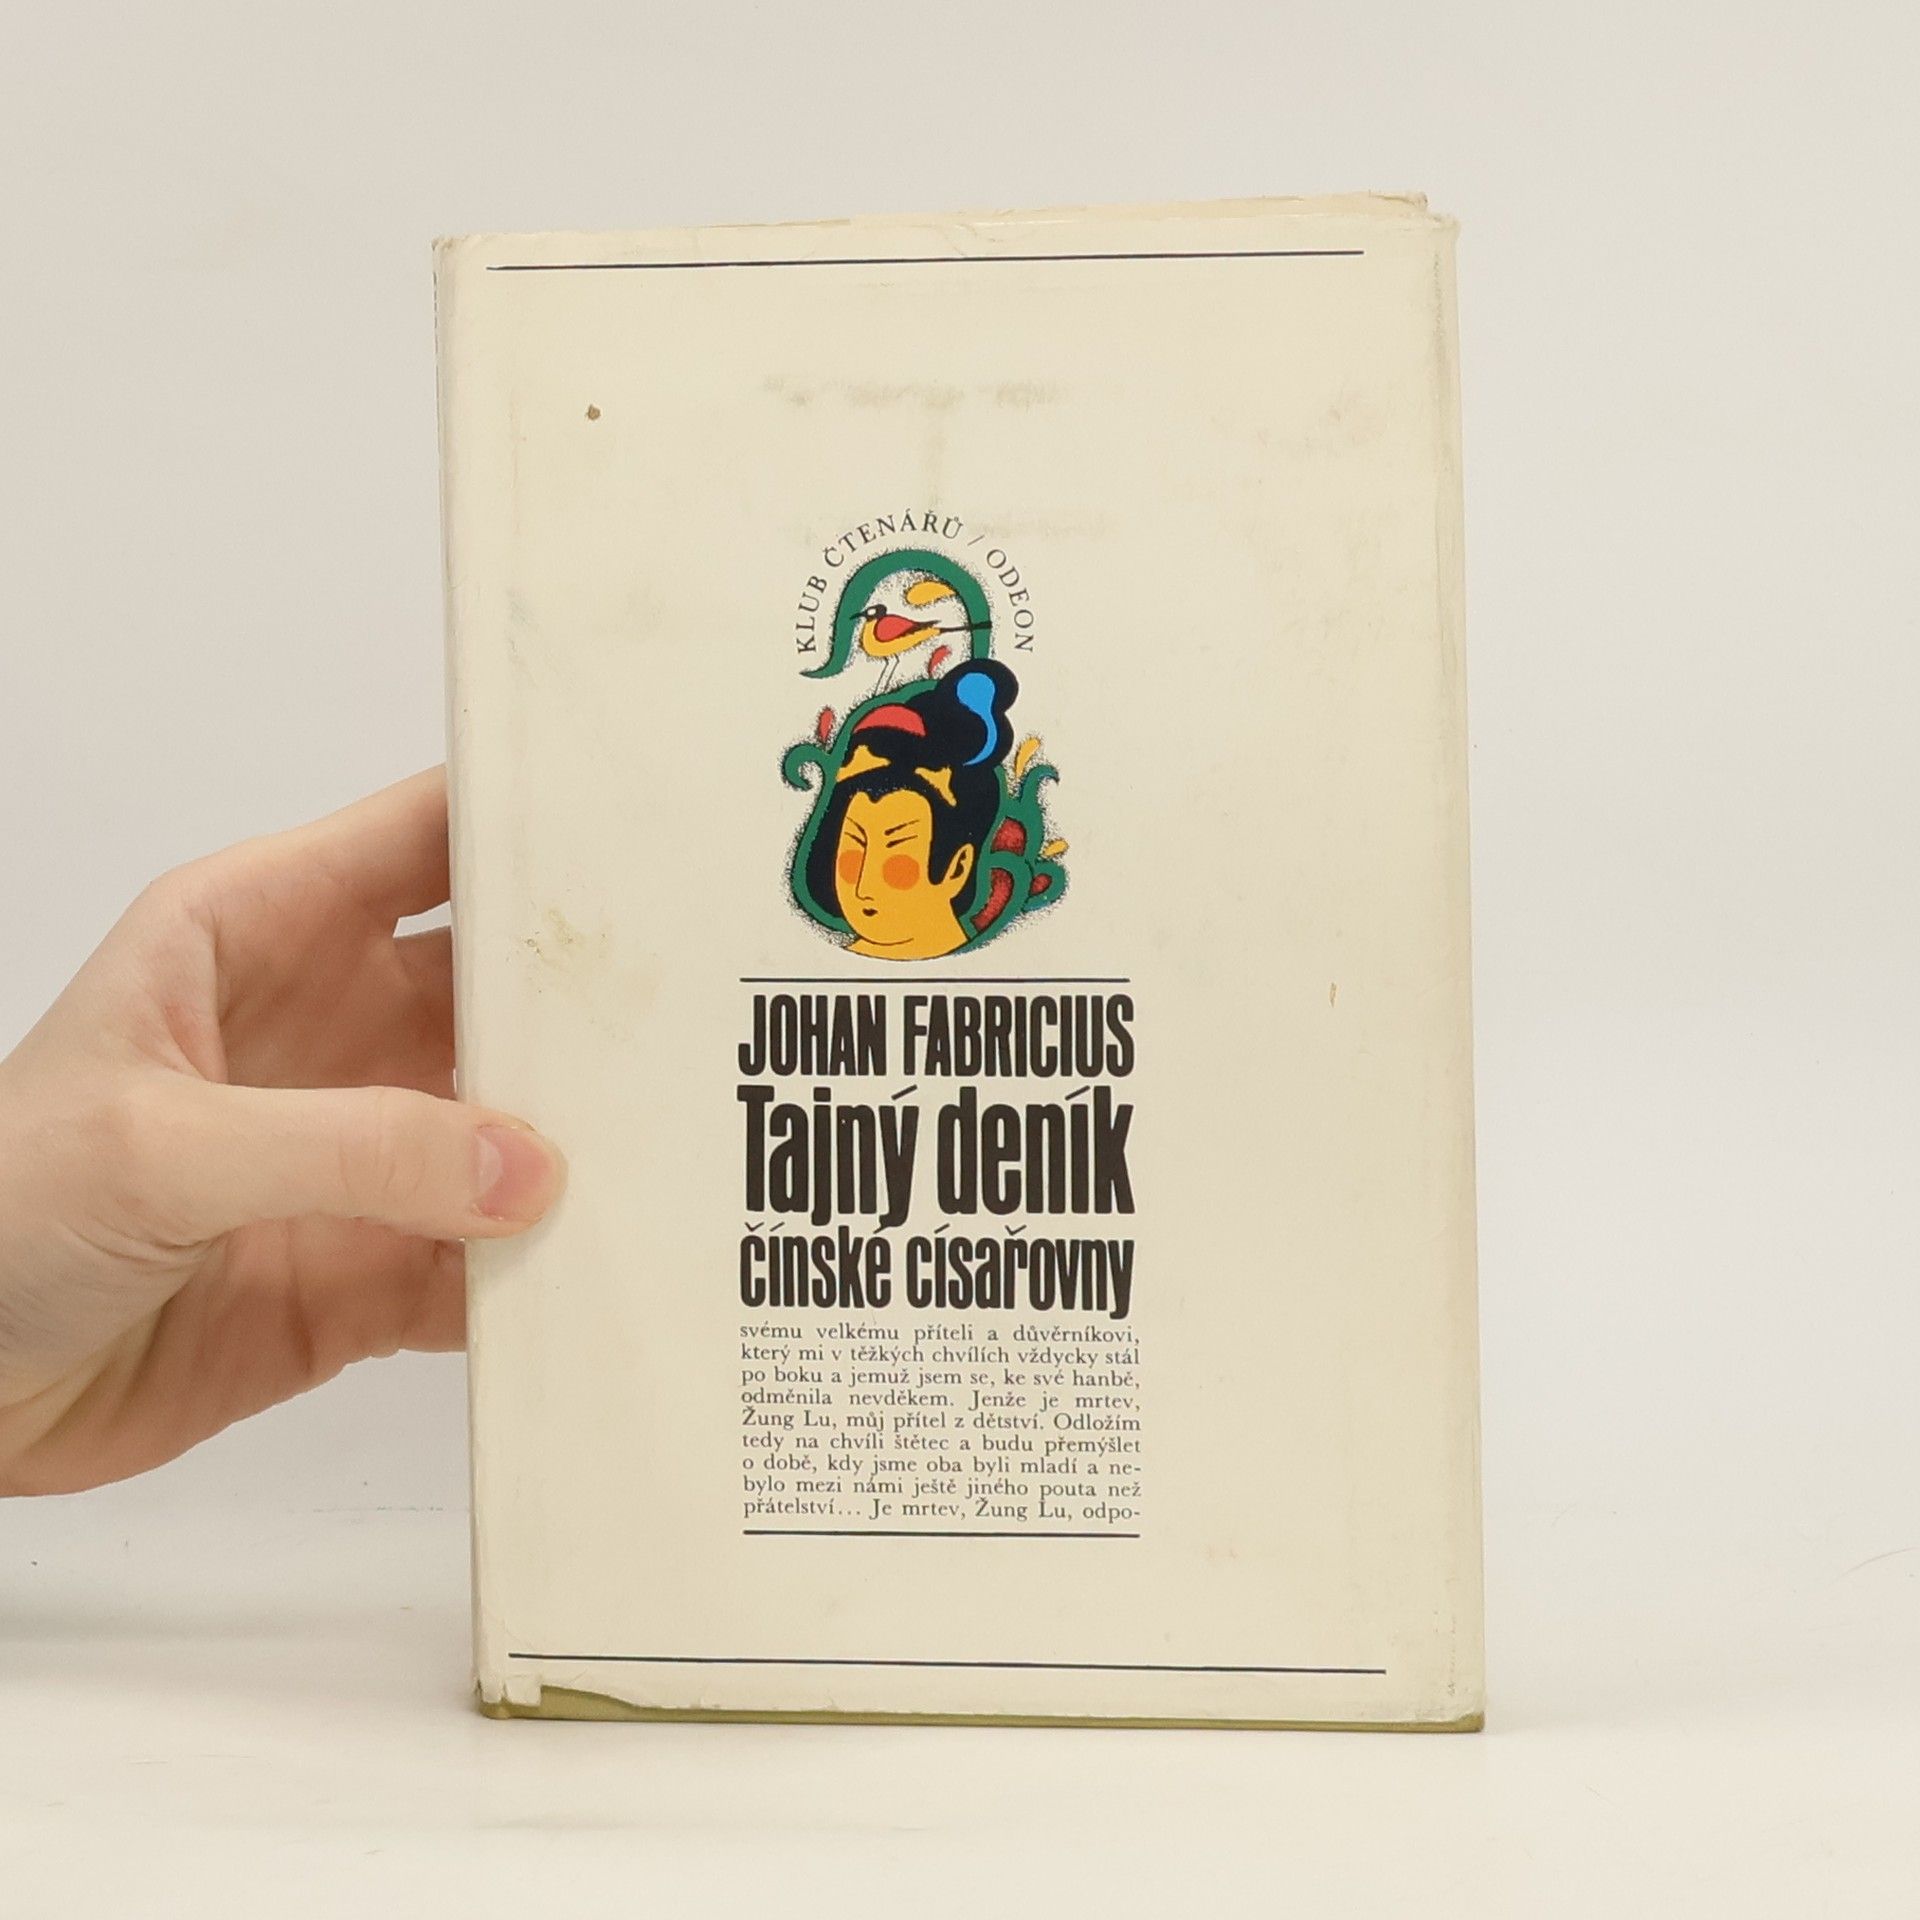 KLUB ČTENÁŘŮ / ODEON
JOHAN FABRICIUS
Tajný deník
čínské císařovny
svému velkému příteli a důvěrníkovi,
který mi v těžkých chvílích vždycky stál
po boku a jemuž jsem se, ke své hanbě,
odměnila nevděkem. Jenže je mrtev,
Žung Lu, můj přítel z dětství. Odložím
tedy na chvíli štětec a budu přemýšlet
o době, kdy jsme oba byli mladí a ne-
bylo mezi námi ještě jiného pouta než
přátelství... Je mrtev, Žung Lu, odpo-